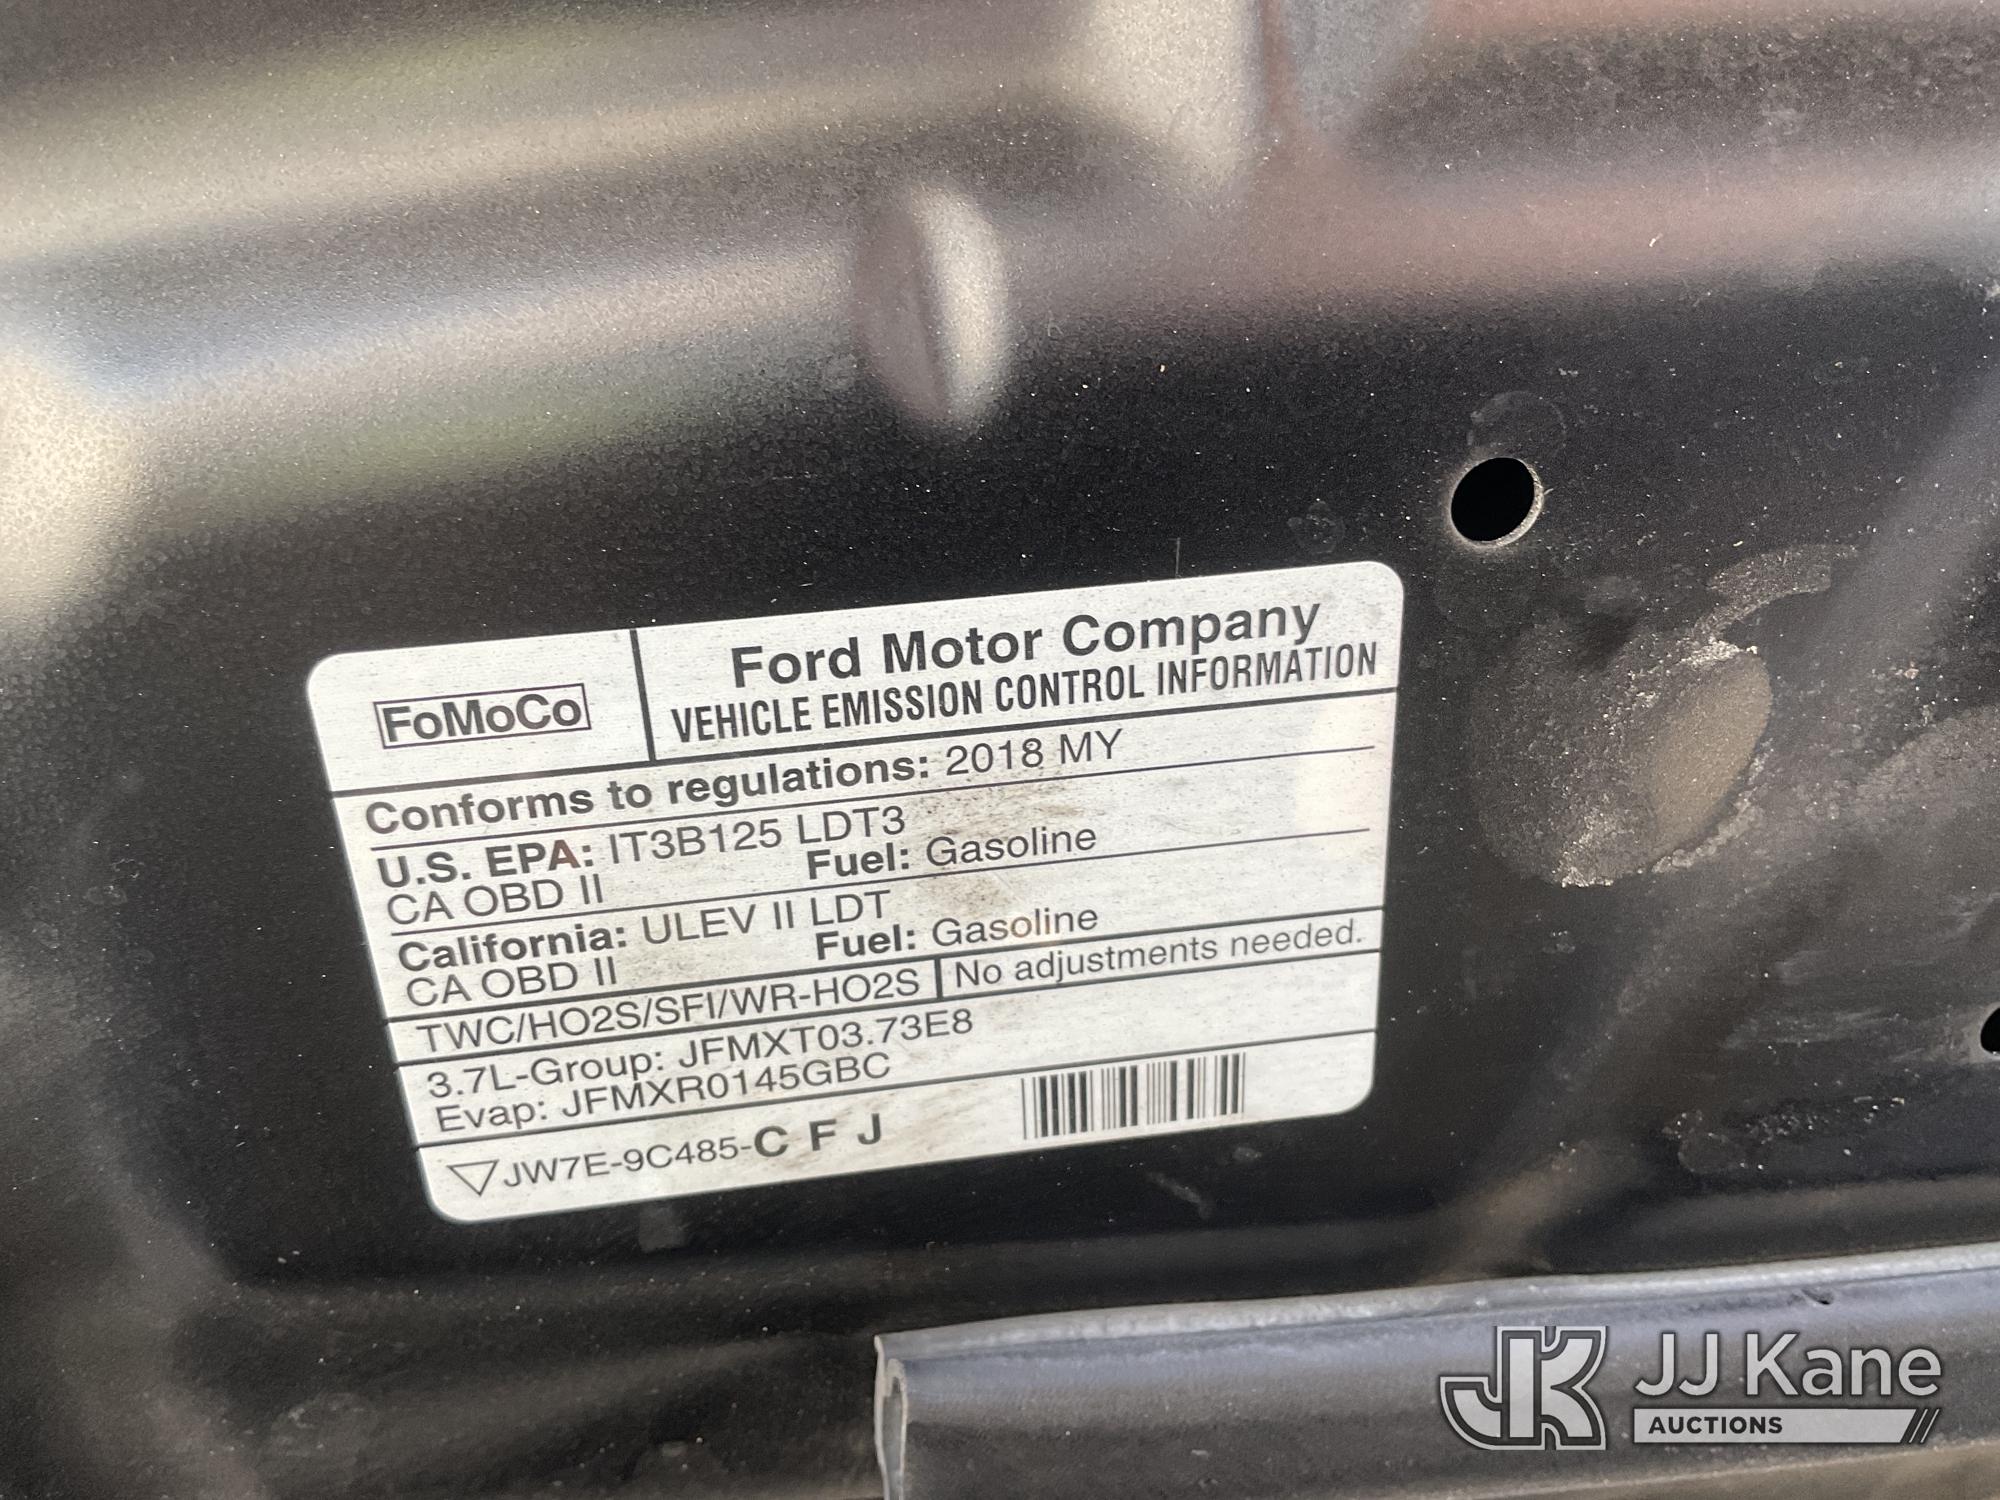 FoMoCo
Ford Motor Company
VEHICLE EMISSION CONTROL INFORMATION
Conforms to regulations: 2018 MY
U.S. EPA: IT3B125 LDT3
CA OBD II Fuel: Gasoline
California: ULEV II LDT
CA OBD II Fuel: Gasoline
TWC/HO2S/SFI/WR-HO2S No adjustments needed.
3.7L-Group: JFMXT03.73E8
Evap: JFMXR0145GBC
JW7E-9C485-C F J
JK JJ Kane
AUCTIONS